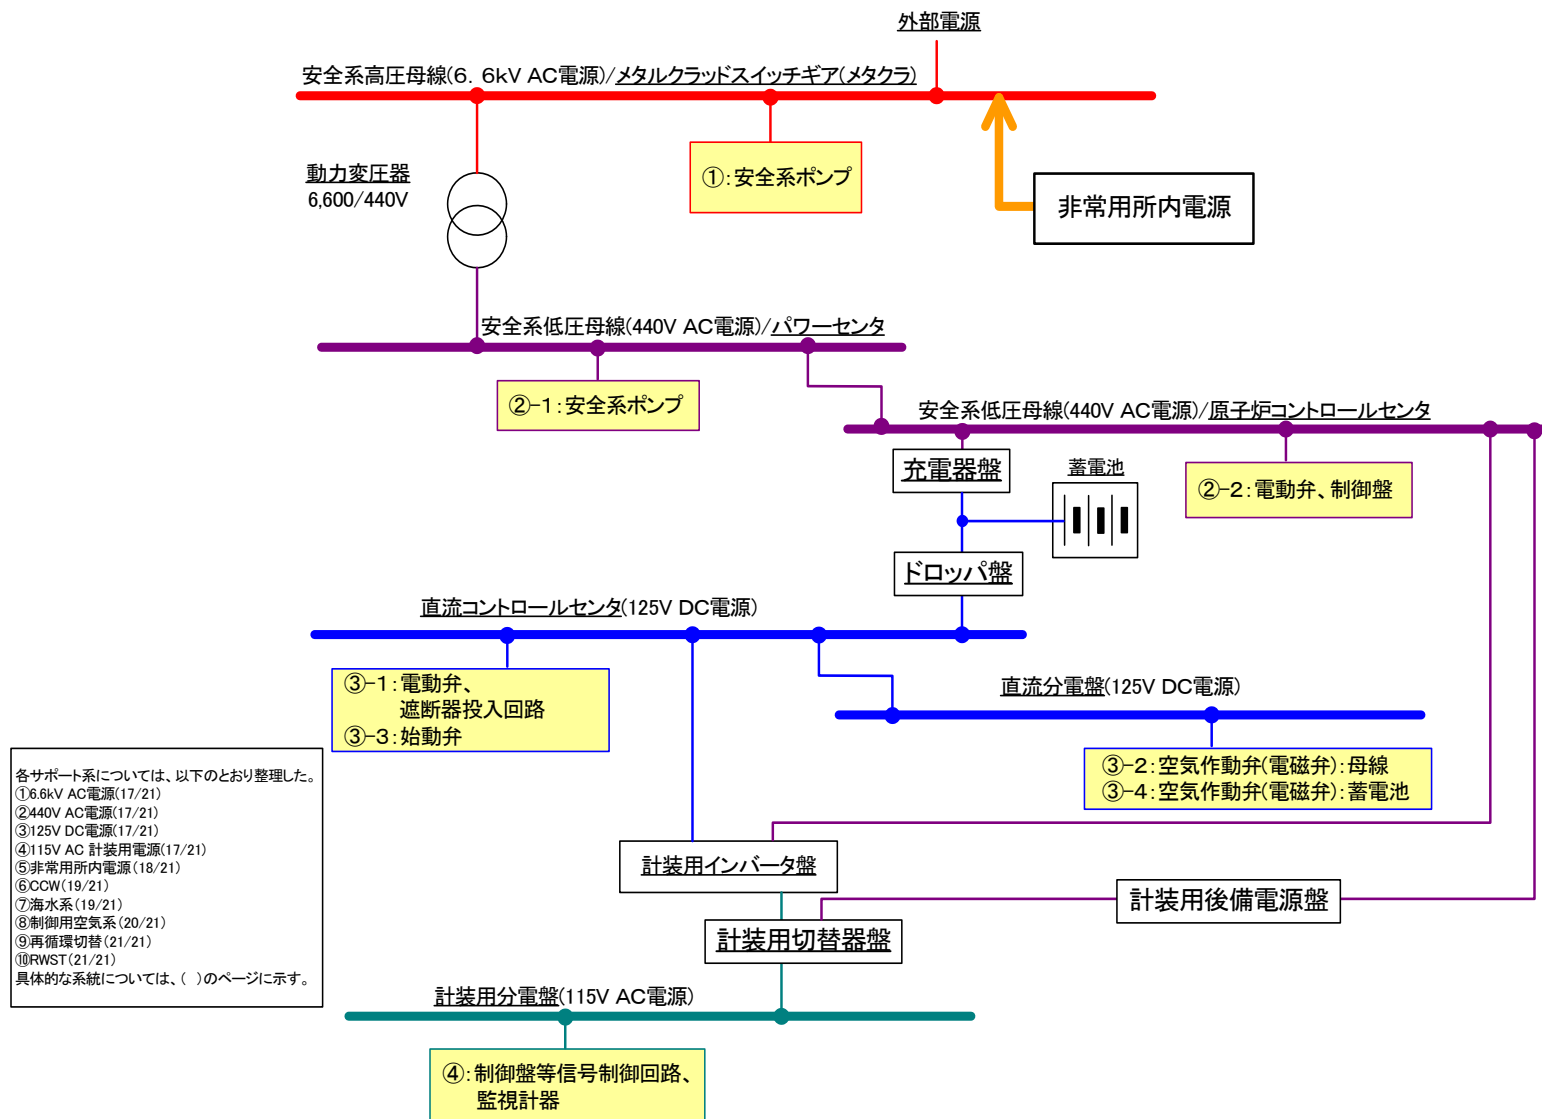 外部電源
安全系高圧母線(6．6kV AC電源)/メタルクラッドスイッチギア(メタクラ)
動力変圧器
6,600/440V
①：安全系ポンプ
非常用所内電源
安全系低圧母線(440V AC電源)/パワーセンタ
②-1：安全系ポンプ
安全系低圧母線(440V AC電源)/原子炉コントロールセンタ
充電器盤
蓄電池
②-2：電動弁、制御盤
ドロッパ盤
直流コントロールセンタ(125V DC電源)
③-1：電動弁、
遮断器投入回路
③-3：始動弁
直流分電盤(125V DC電源)
③-2：空気作動弁(電磁弁)：母線
③-4：空気作動弁(電磁弁)：蓄電池
各サポート系については、以下のとおり整理した。
①6.6kV AC電源(17/21)
②440V AC電源(17/21)
③125V DC電源(17/21)
④115V AC 計装用電源(17/21)
⑤非常用所内電源(18/21)
⑥CCW(19/21)
⑦海水系(19/21)
⑧制御用空気系(20/21)
⑨再循環切替(21/21)
⑩RWST(21/21)
具体的な系統については、( )のページに示す。
計装用インバータ盤
計装用後備電源盤
計装用切替器盤
計装用分電盤(115V AC電源)
④：制御盤等信号制御回路、
監視計器